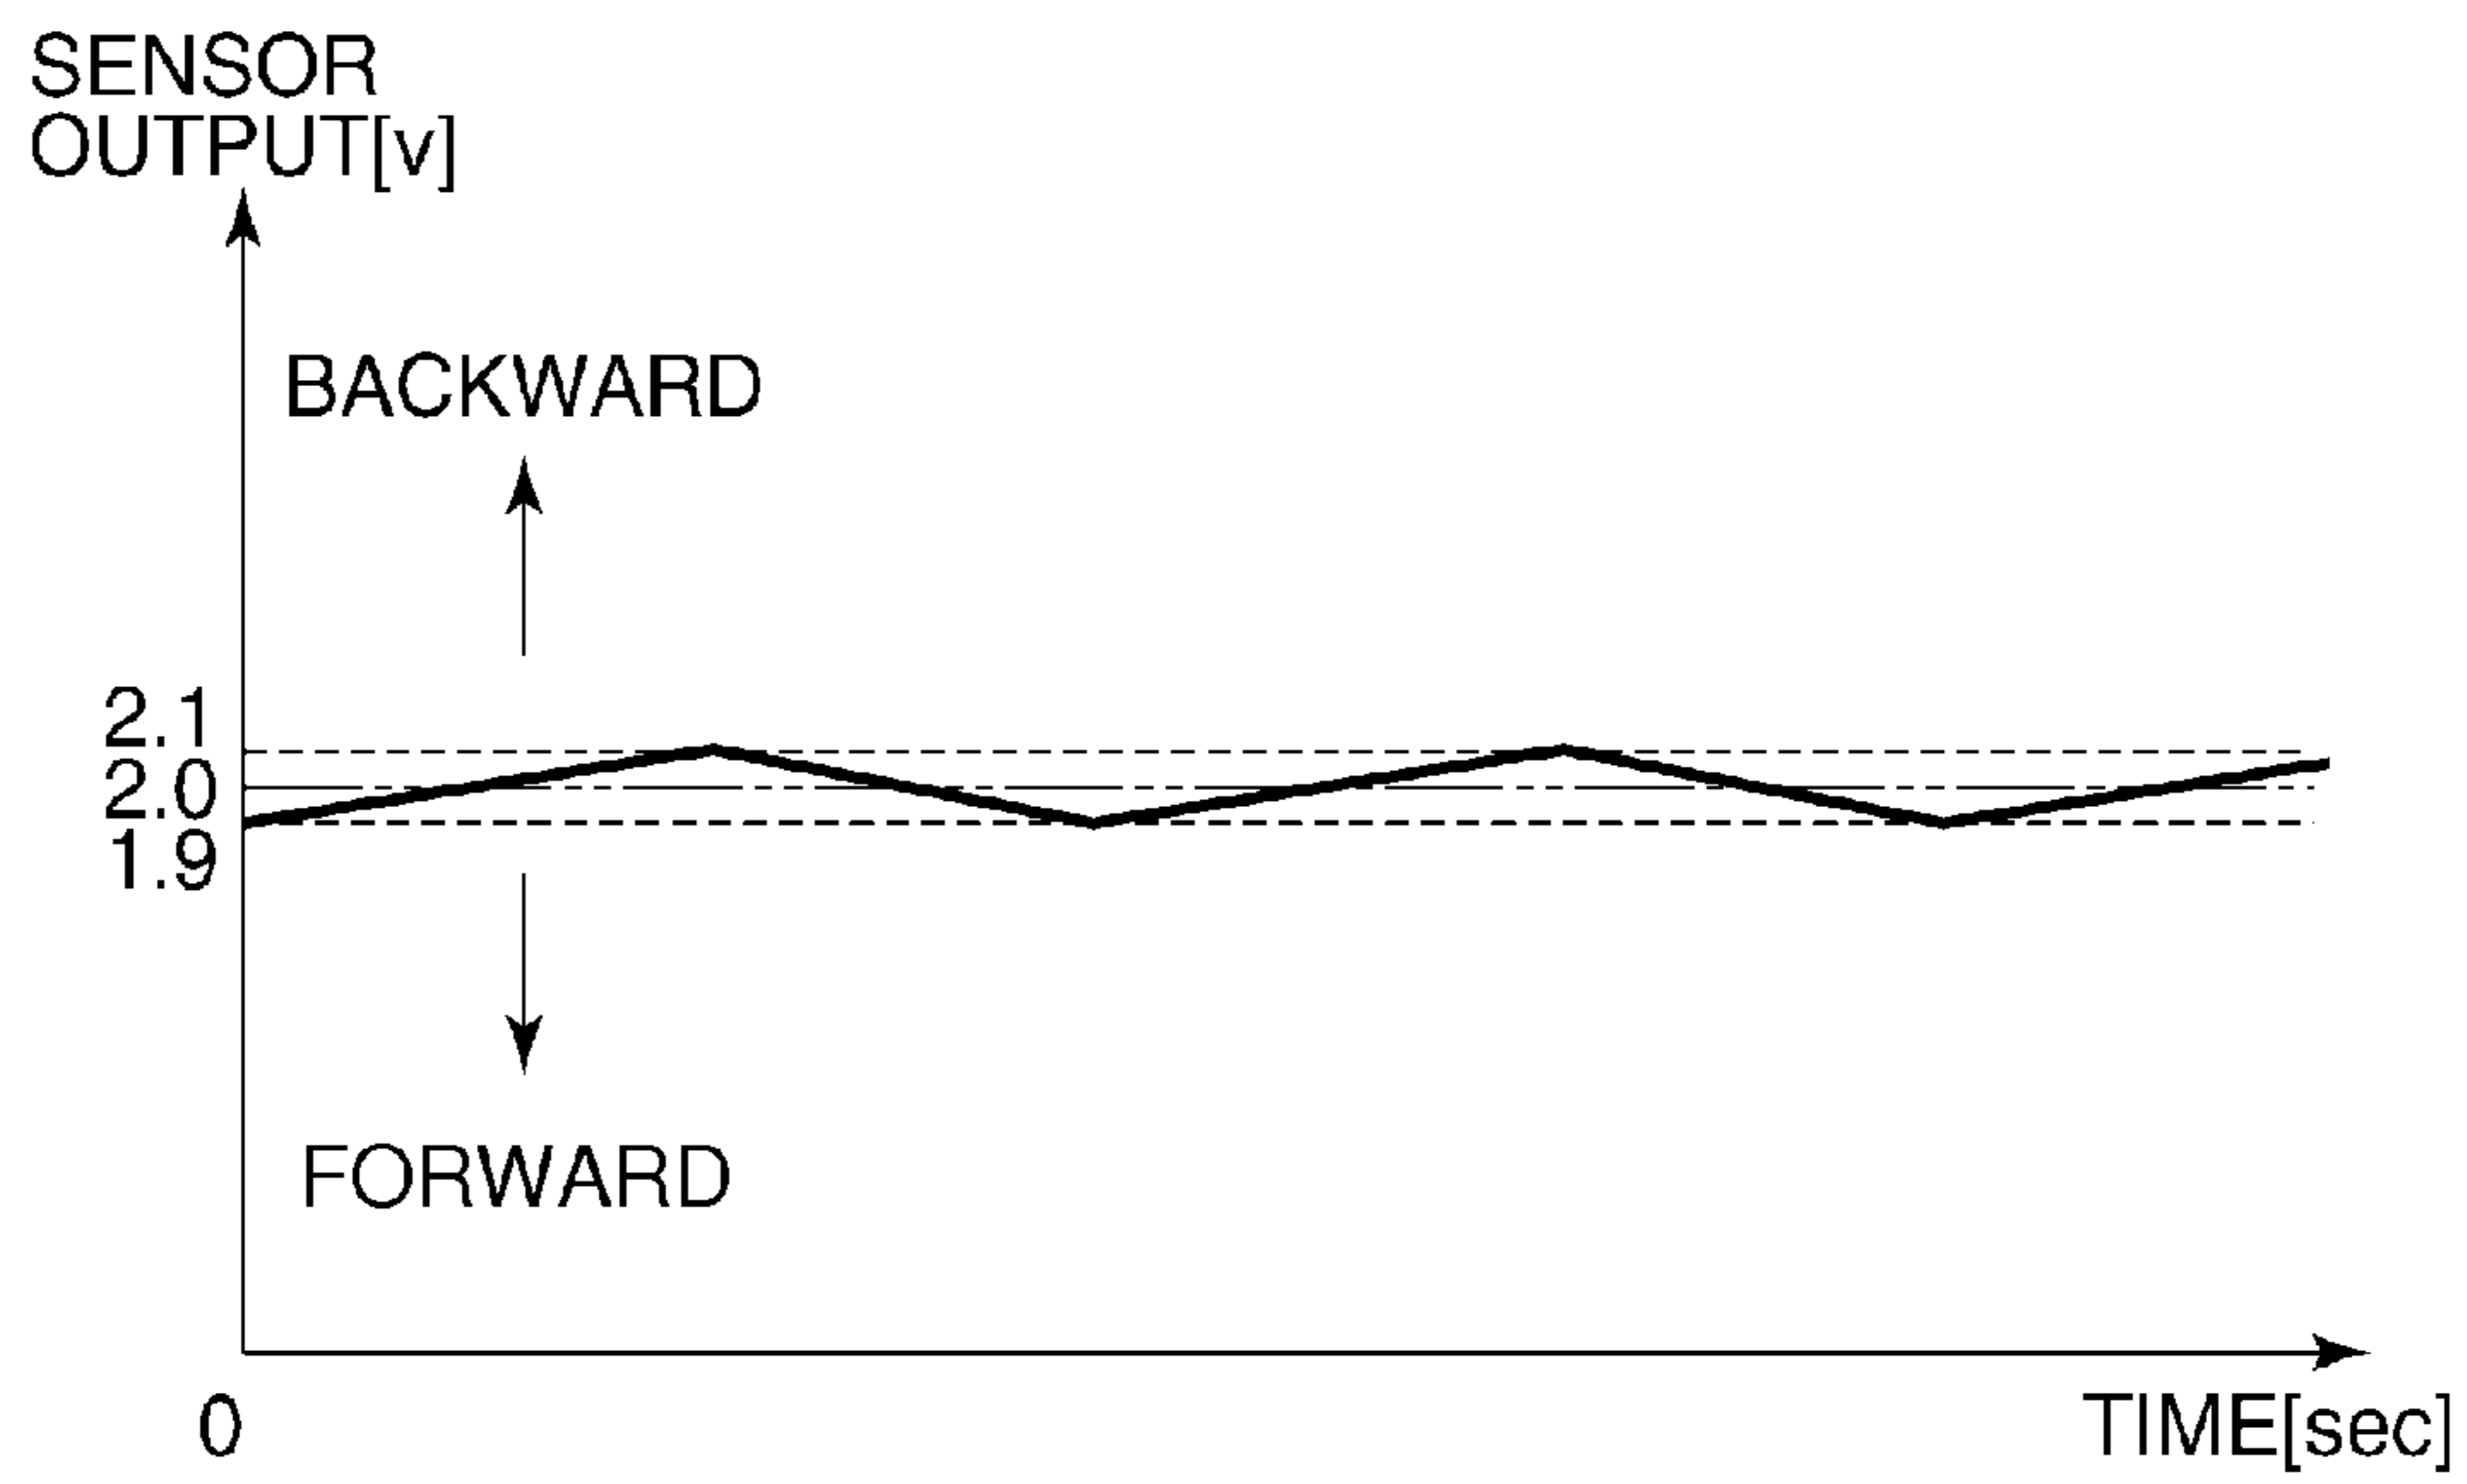 SENSOR
OUTPUT[v]
BACKWARD
2.1
2.0
1.9
FORWARD
0
TIME[sec]